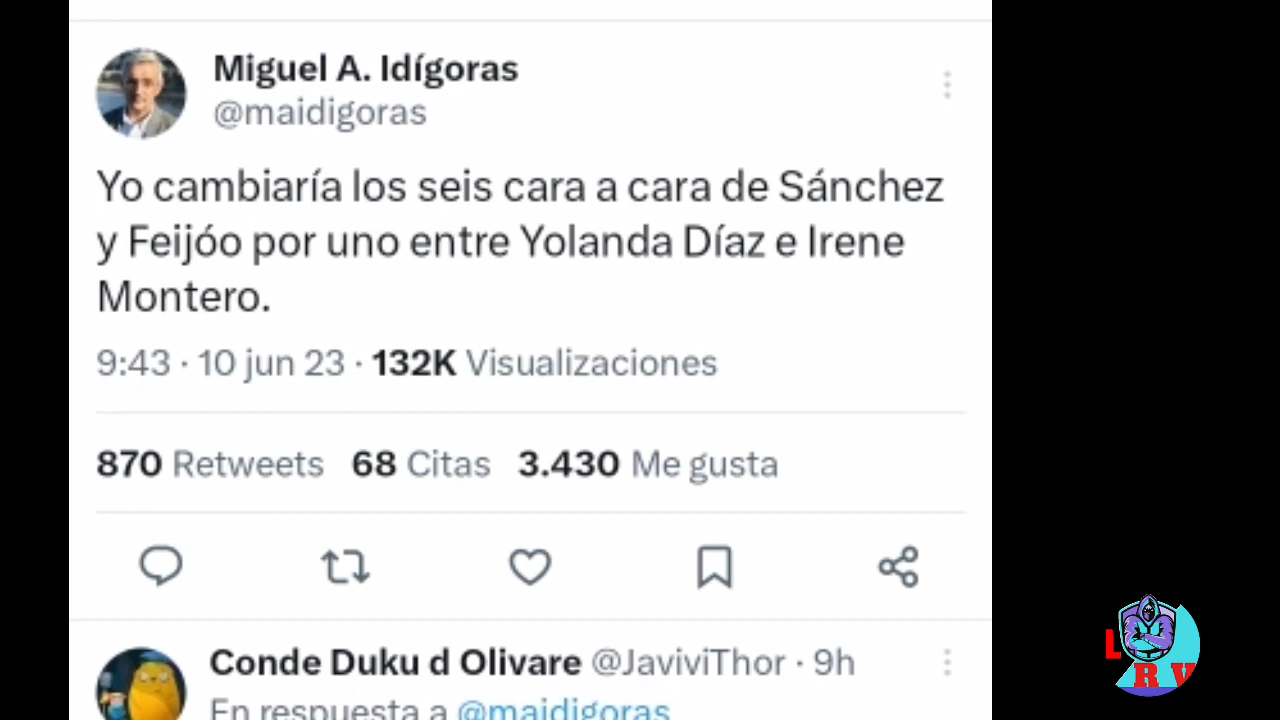 Miguel A. Idígoras
@maidigoras
Yo cambiaría los seis cara a cara de Sánchez
y Feijóo por uno entre Yolanda Díaz e Irene
Montero.
9:43 · 10 jun 23 · 132K Visualizaciones
870 Retweets 68 Citas 3.430 Me gusta
Conde Duku d Olivare @JaviviThor · 9h
En respuesta a @maidigoras
L R V